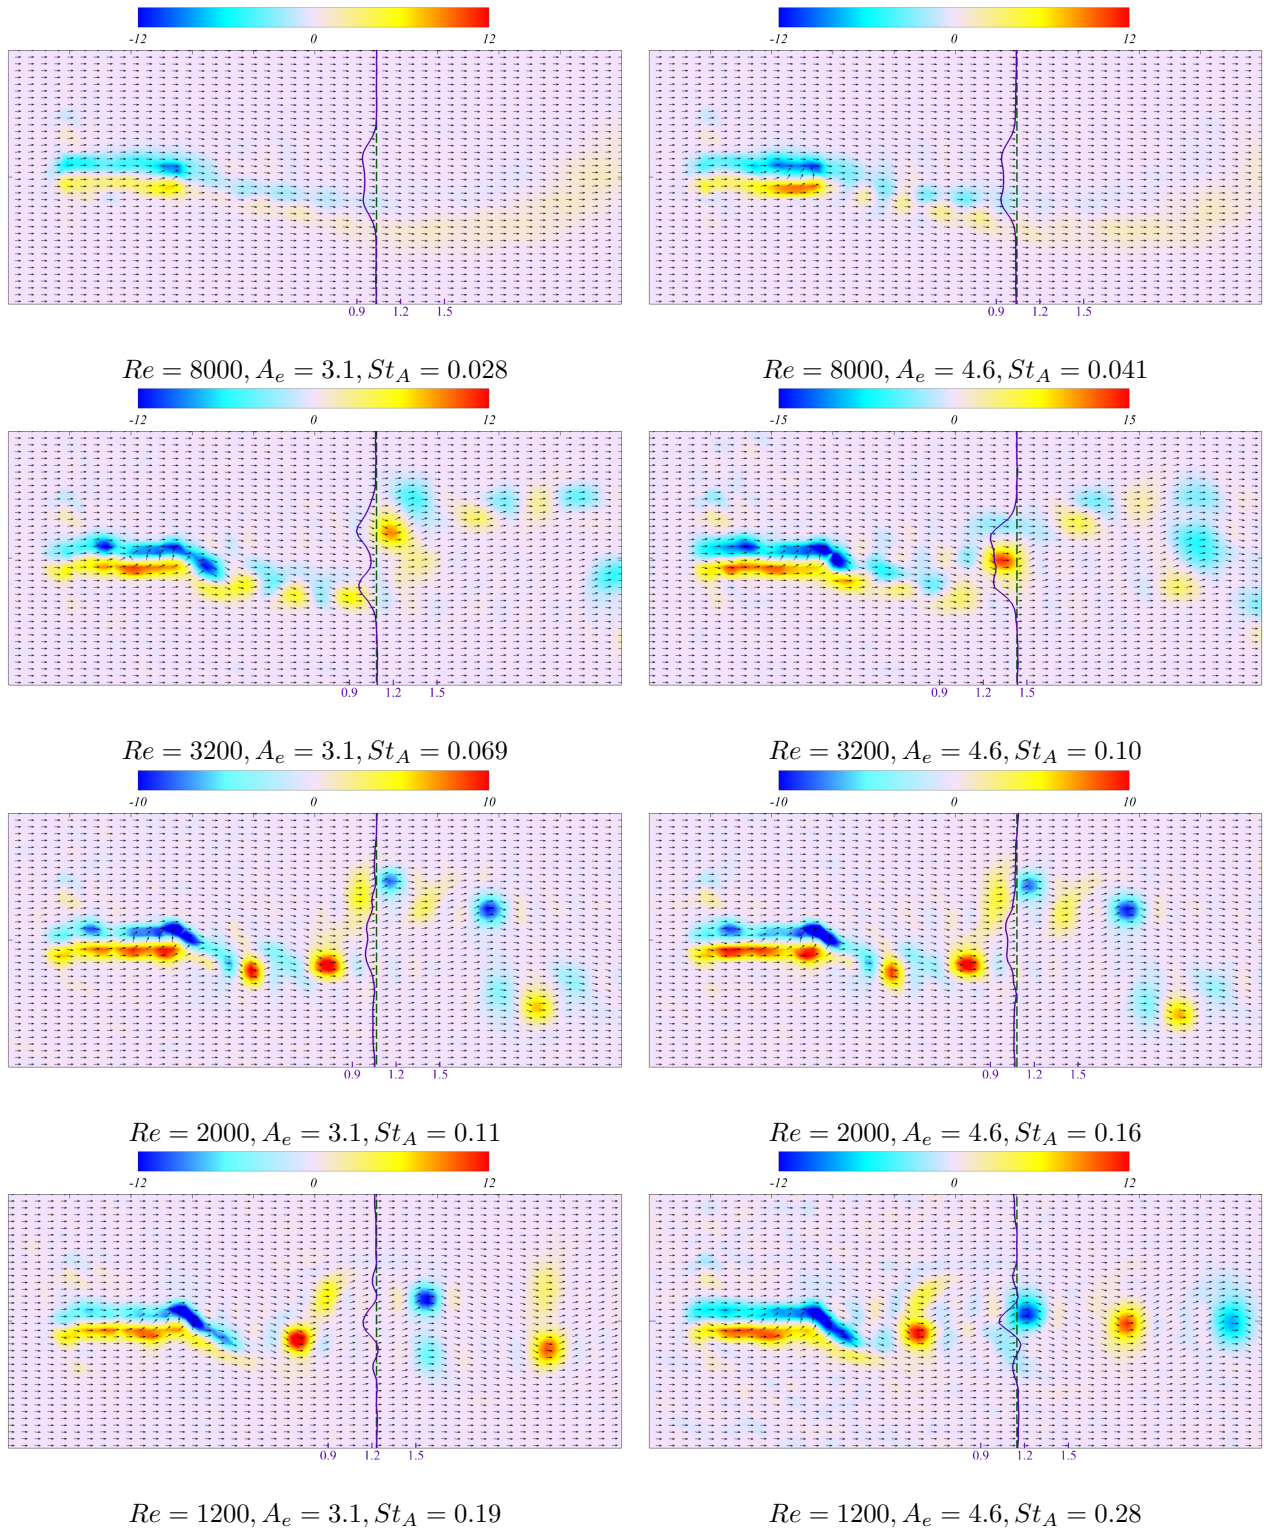 -12 0 12 -12 0 12
0.9 1.2 1.5 0.9 1.2 1.5
Re = 8000, A_e = 3.1, St_A = 0.028 Re = 8000, A_e = 4.6, St_A = 0.041
-12 0 12 -15 0 15
0.9 1.2 1.5 0.9 1.2 1.5
Re = 3200, A_e = 3.1, St_A = 0.069 Re = 3200, A_e = 4.6, St_A = 0.10
-10 0 10 -10 0 10
0.9 1.2 1.5 0.9 1.2 1.5
Re = 2000, A_e = 3.1, St_A = 0.11 Re = 2000, A_e = 4.6, St_A = 0.16
-12 0 12 -12 0 12
0.9 1.2 1.5 0.9 1.2 1.5
Re = 1200, A_e = 3.1, St_A = 0.19 Re = 1200, A_e = 4.6, St_A = 0.28